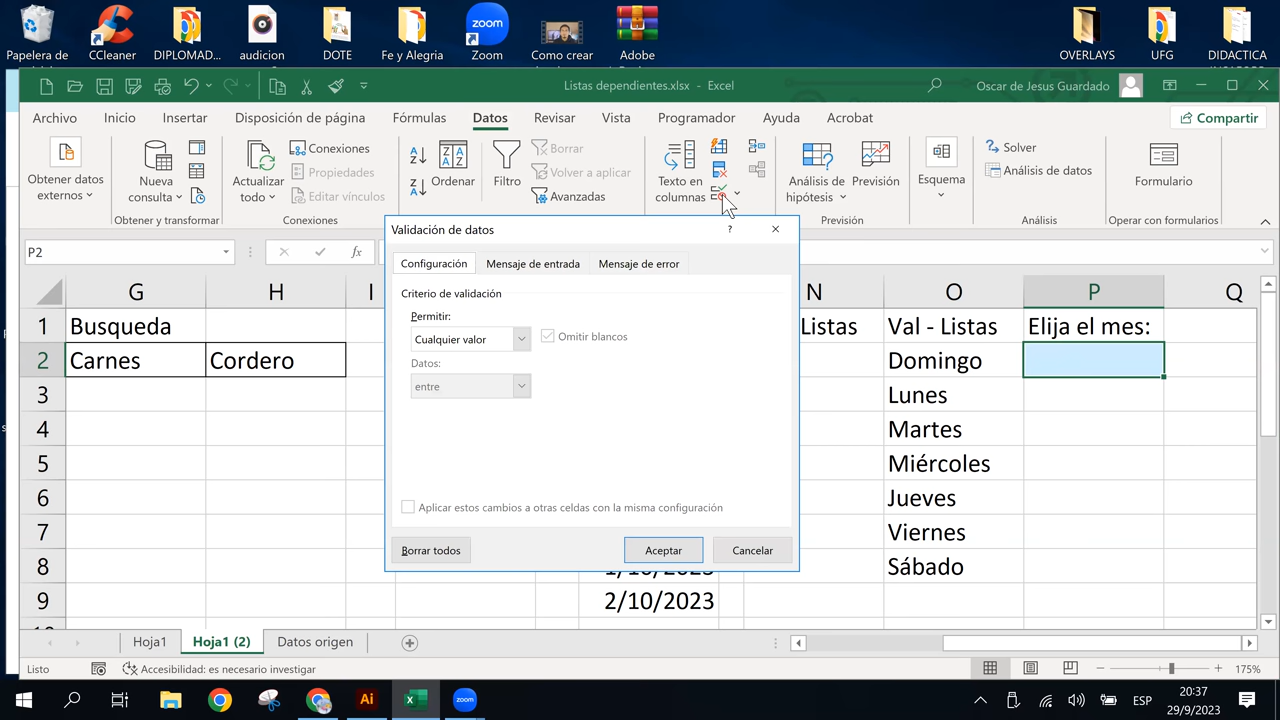 Papelera de
CCleaner
DIPLOMAD...
audicion
DOTE
Fe y Alegria
zoom
Zoom
Como crear
Adobe
OVERLAYS
UFG
DIDACTICA
Listas dependientes.xlsx - Excel
Oscar de Jesus Guardado
Archivo
Inicio
Insertar
Disposición de página
Fórmulas
Datos
Revisar
Vista
Programador
Ayuda
Acrobat
Compartir
Obtener datos
externos
Nueva
consulta
Obtener y transformar
Actualizar
todo
Conexiones
Propiedades
Editar vínculos
Conexiones
Ordenar
Filtro
Borrar
Volver a aplicar
Avanzadas
Texto en
columnas
Análisis de
hipótesis
Previsión
Previsión
Esquema
Solver
Análisis de datos
Análisis
Formulario
Operar con formularios
P2
fx
Validación de datos
?
Configuración
Mensaje de entrada
Mensaje de error
Criterio de validación
Permitir:
Cualquier valor
Omitir blancos
Datos:
entre
Aplicar estos cambios a otras celdas con la misma configuración
Borrar todos
Aceptar
Cancelar
G H I N O P Q
1 Busqueda Listas Val - Listas Elija el mes:
2 Carnes Cordero Domingo
3 Lunes
4 Martes
5 Miércoles
6 Jueves
7 Viernes
8 1/10/2023 Sábado
9 2/10/2023
Hoja1
Hoja1 (2)
Datos origen
Listo
Accesibilidad: es necesario investigar
175%
Ai
zoom
ESP
20:37
29/9/2023